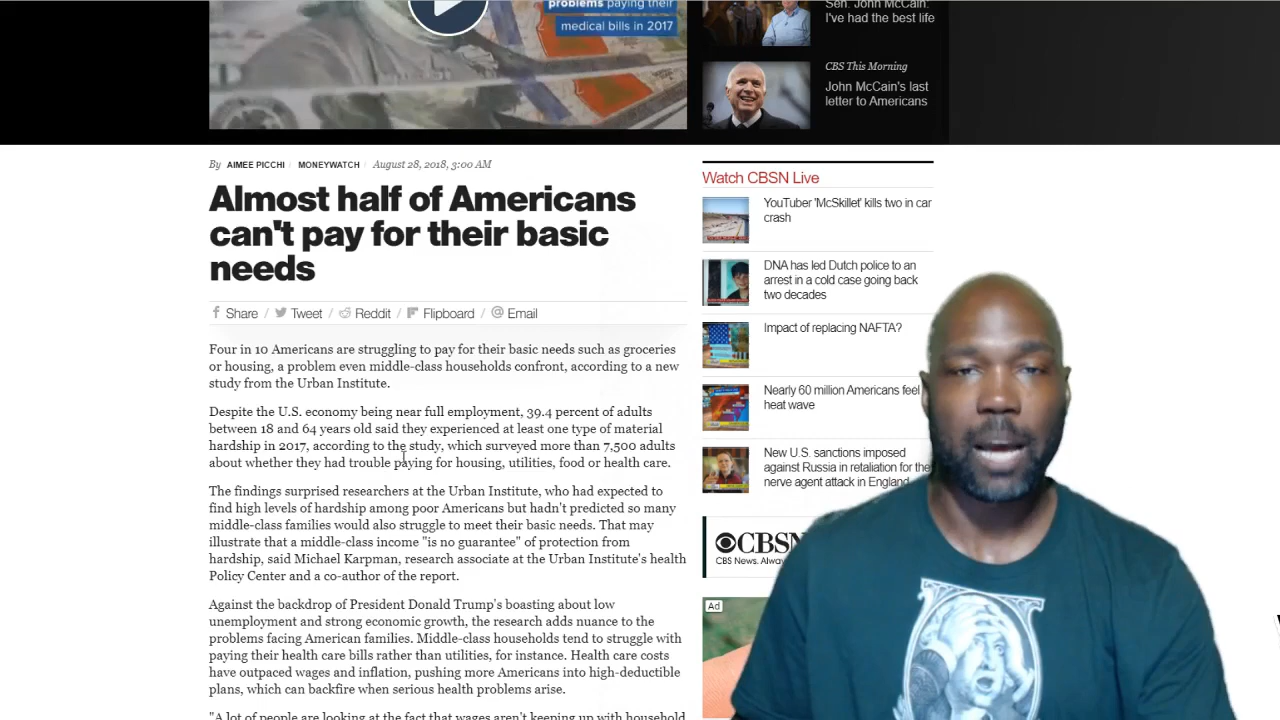 problems paying their
medical bills in 2017
Sen. John McCain:
I've had the best life
CBS This Morning
John McCain's last
letter to Americans
By AIMEE PICCHI / MONEYWATCH / August 28, 2018, 3:00 AM
Almost half of Americans
can't pay for their basic
needs
Share / Tweet / Reddit / Flipboard / Email
Four in 10 Americans are struggling to pay for their basic needs such as groceries
or housing, a problem even middle-class households confront, according to a new
study from the Urban Institute.
Despite the U.S. economy being near full employment, 39.4 percent of adults
between 18 and 64 years old said they experienced at least one type of material
hardship in 2017, according to the study, which surveyed more than 7,500 adults
about whether they had trouble paying for housing, utilities, food or health care.
The findings surprised researchers at the Urban Institute, who had expected to
find high levels of hardship among poor Americans but hadn't predicted so many
middle-class families would also struggle to meet their basic needs. That may
illustrate that a middle-class income "is no guarantee" of protection from
hardship, said Michael Karpman, research associate at the Urban Institute's health
Policy Center and a co-author of the report.
Against the backdrop of President Donald Trump's boasting about low
unemployment and strong economic growth, the research adds nuance to the
problems facing American families. Middle-class households tend to struggle with
paying their health care bills rather than utilities, for instance. Health care costs
have outpaced wages and inflation, pushing more Americans into high-deductible
plans, which can backfire when serious health problems arise.
"A lot of people are looking at the fact that wages aren't keeping up with household
Watch CBSN Live
YouTuber 'McSkillet' kills two in car
crash
DNA has led Dutch police to an
arrest in a cold case going back
two decades
Impact of replacing NAFTA?
Nearly 60 million Americans feel
heat wave
New U.S. sanctions imposed
against Russia in retaliation for the
nerve agent attack in England
CBSN
CBS News.
Ad